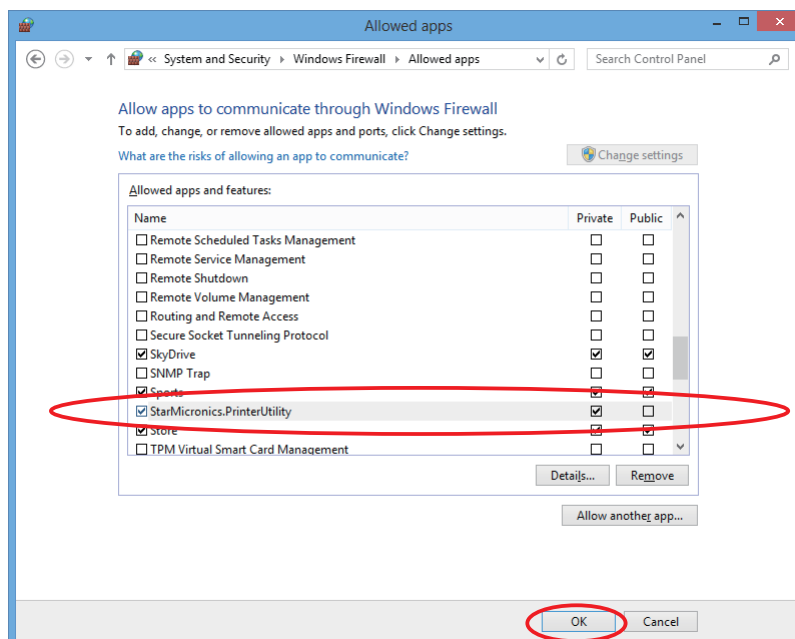 Allowed apps
« System and Security Windows Firewall Allowed apps
Search Control Panel
Allow apps to communicate through Windows Firewall
To add, change, or remove allowed apps and ports, click Change settings.
What are the risks of allowing an app to communicate?
Change settings
Allowed apps and features:
Name Private Public
Remote Scheduled Tasks Management
Remote Service Management
Remote Shutdown
Remote Volume Management
Routing and Remote Access
Secure Socket Tunneling Protocol
SkyDrive
SNMP Trap
Sports
StarMicronics.PrinterUtility
Store
TPM Virtual Smart Card Management
Details... Remove
Allow another app...
OK Cancel